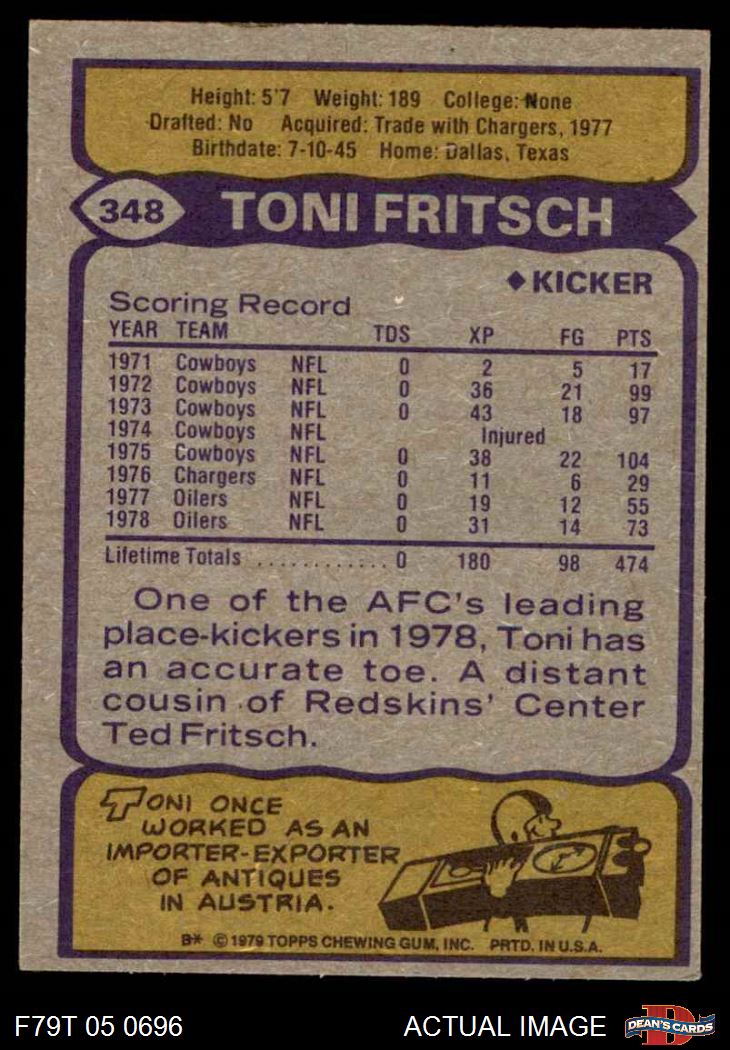 Height: 5'7 Weight: 189 College: None
Drafted: No Acquired: Trade with Chargers, 1977
Birthdate: 7-10-45 Home: Dallas, Texas
348 TONI FRITSCH
♦ KICKER
Scoring Record
YEAR TEAM TDS XP FG PTS
1971 Cowboys NFL 0 2 5 17
1972 Cowboys NFL 0 36 21 99
1973 Cowboys NFL 0 43 18 97
1974 Cowboys NFL Injured
1975 Cowboys NFL 0 38 22 104
1976 Chargers NFL 0 11 6 29
1977 Oilers NFL 0 19 12 55
1978 Oilers NFL 0 31 14 73
Lifetime Totals ............ 0 180 98 474
One of the AFC's leading
place-kickers in 1978, Toni has
an accurate toe. A distant
cousin of Redskins' Center
Ted Fritsch.
TONI ONCE
WORKED AS AN
IMPORTER-EXPORTER
OF ANTIQUES
IN AUSTRIA.
B* © 1979 TOPPS CHEWING GUM, INC. PRTD. IN U.S.A.
F79T 05 0696 ACTUAL IMAGE D DEAN'S CARDS